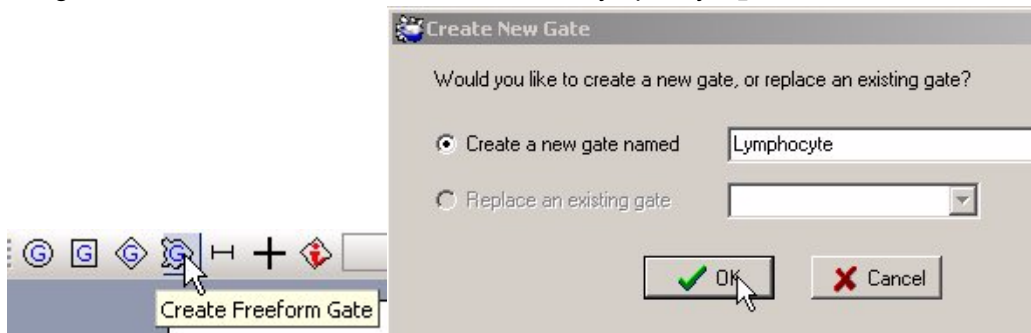 Create New Gate
Would you like to create a new gate, or replace an existing gate?
Create a new gate named Lymphocyte
Replace an existing gate
OK Cancel
G G G G
Create Freeform Gate